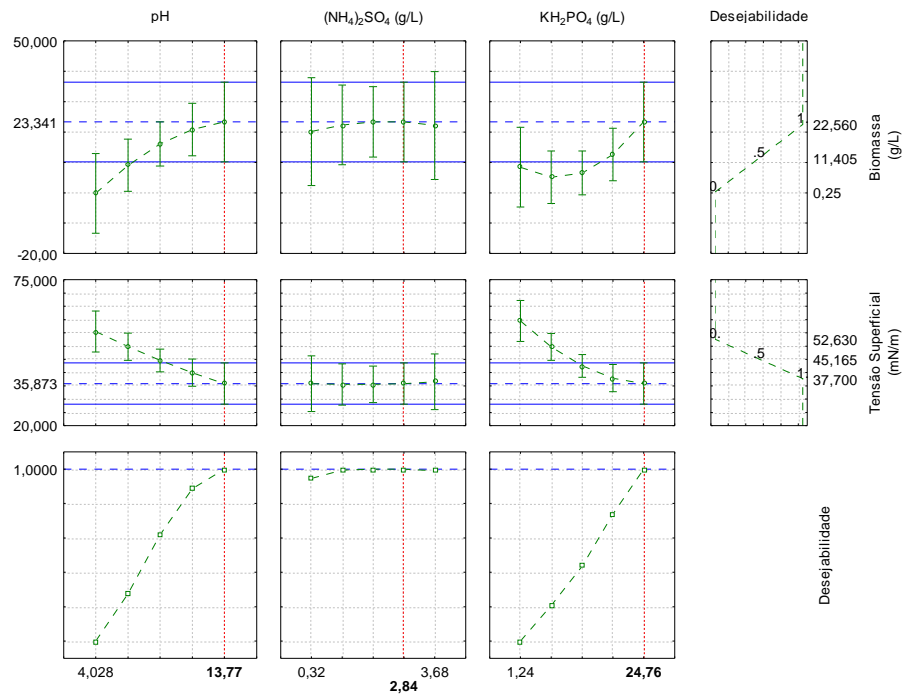 pH
(NH₄)₂SO₄ (g/L)
KH₂PO₄ (g/L)
Desejabilidade
50,000
23,341
-20,00
1
,5
0,
22,560
11,405
0,25
Biomassa
(g/L)
75,000
35,873
20,000
0,
,5
1
52,630
45,165
37,700
Tensão Superficial
(mN/m)
1,0000
Desejabilidade
4,028
13,77
0,32
2,84
3,68
1,24
24,76